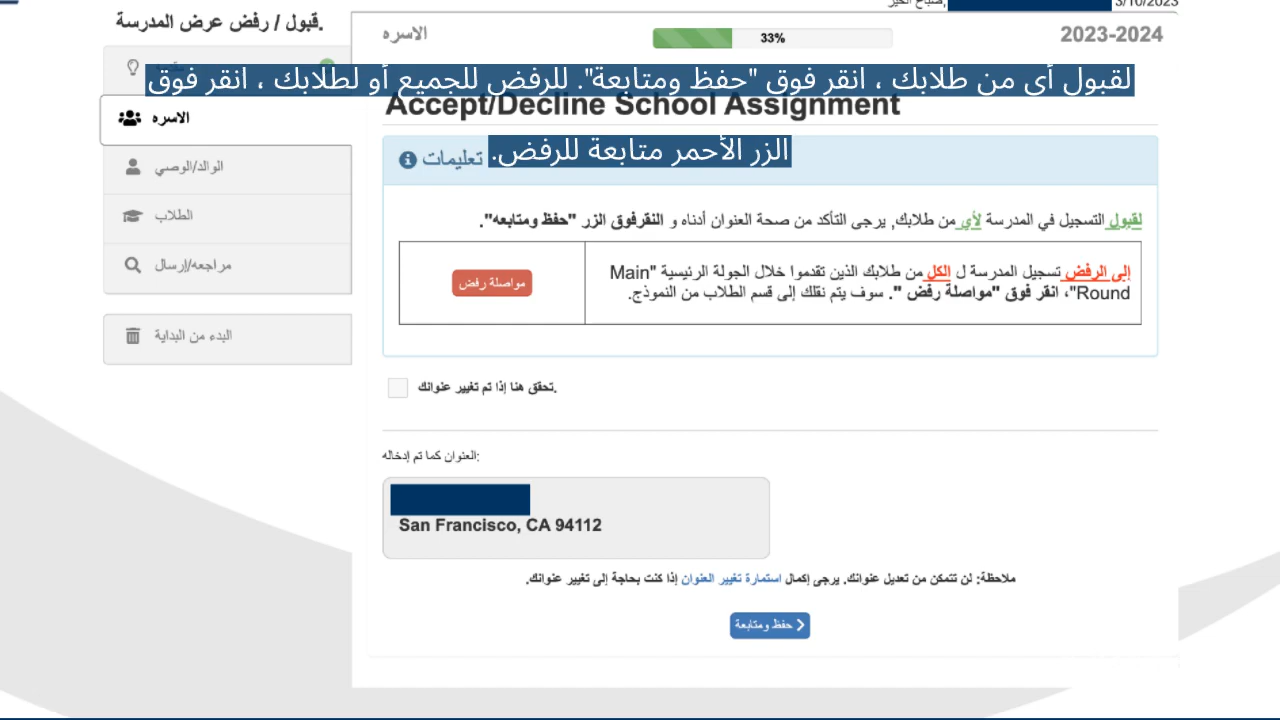 صباح الخير,
3/10/2023
قبول / رفض عرض المدرسة.
الاسره
33%
2023-2024
لقبول أي من طلابك ، انقر فوق "حفظ ومتابعة". للرفض للجميع أو لطلابك ، انقر فوق
الزر الأحمر متابعة للرفض.
Accept/Decline School Assignment
الاسره
الوالد/الوصي
الطلاب
مراجعه/إرسال
البدء من البداية
تعليمات
لقبول التسجيل في المدرسة لأي من طلابك, يرجى التأكد من صحة العنوان أدناه و النقرفوق الزر "حفظ ومتابعه".
إلى الرفض تسجيل المدرسة ل الكل من طلابك الذين تقدموا خلال الجولة الرئيسية "Main
Round"، انقر فوق "مواصلة رفض ". سوف يتم نقلك إلى قسم الطلاب من النموذج.
مواصلة رفض
تحقق هنا إذا تم تغيير عنوانك.
العنوان كما تم إدخاله:
San Francisco, CA 94112
ملاحظة: لن تتمكن من تعديل عنوانك. يرجى إكمال استمارة تغيير العنوان إذا كنت بحاجة إلى تغيير عنوانك.
حفظ ومتابعة